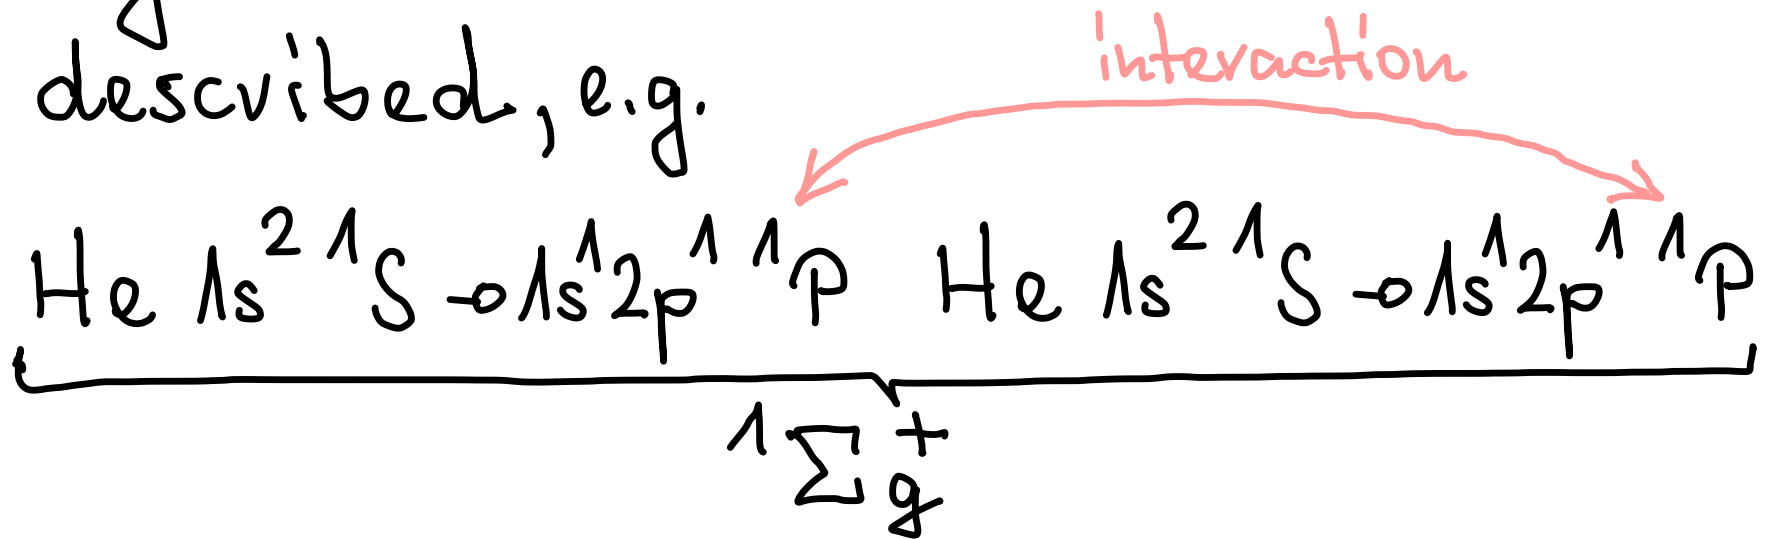 interaction
described, e.g.
He 1s² ¹S → 1s¹2p¹ ¹P He 1s² ¹S → 1s¹2p¹ ¹P
¹Σg⁺